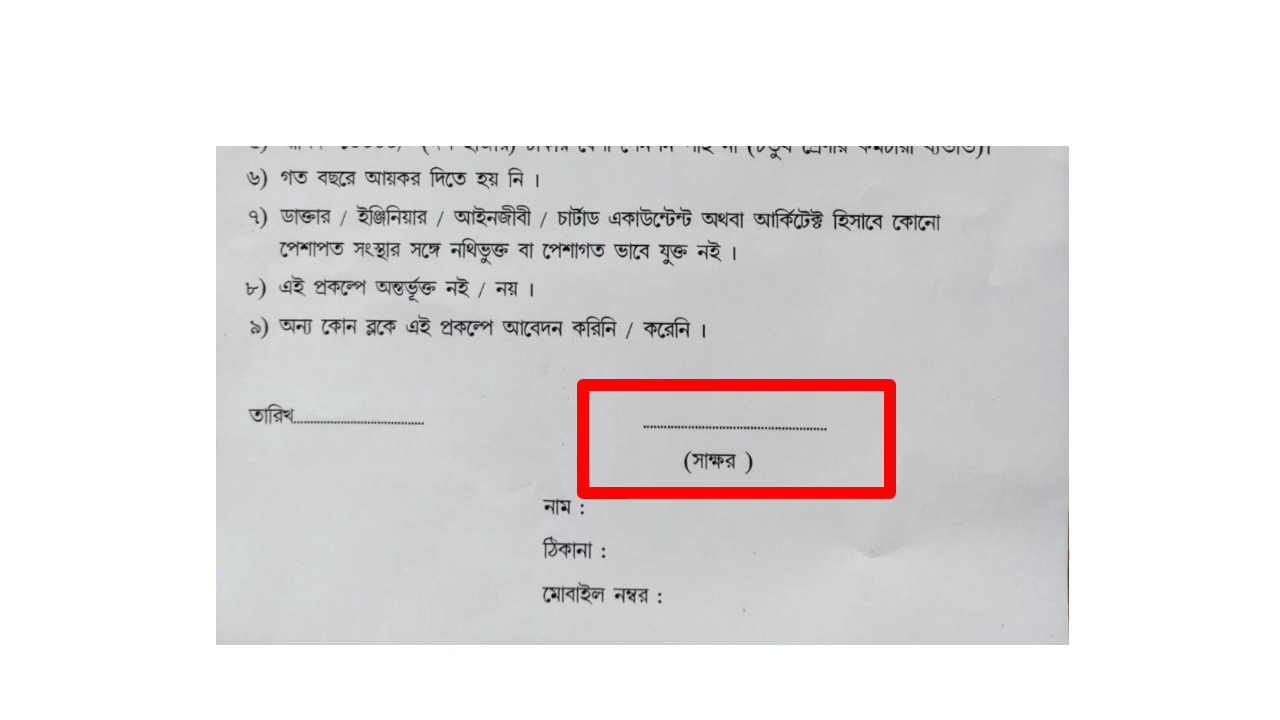 ৬) গত বছরে আয়কর দিতে হয় নি ।
৭) ডাক্তার / ইঞ্জিনিয়ার / আইনজীবী / চার্টাড একাউন্টেন্ট অথবা আর্কিটেক্ট হিসাবে কোনো
পেশাপত সংস্থার সঙ্গে নথিভুক্ত বা পেশাগত ভাবে যুক্ত নই ।
৮) এই প্রকল্পে অন্তর্ভূক্ত নই / নয় ।
৯) অন্য কোন ব্লকে এই প্রকল্পে আবেদন করিনি / করেনি ।
তারিখ....................................
....................................................
(সাক্ষর )
নাম :
ঠিকানা :
মোবাইল নম্বর :